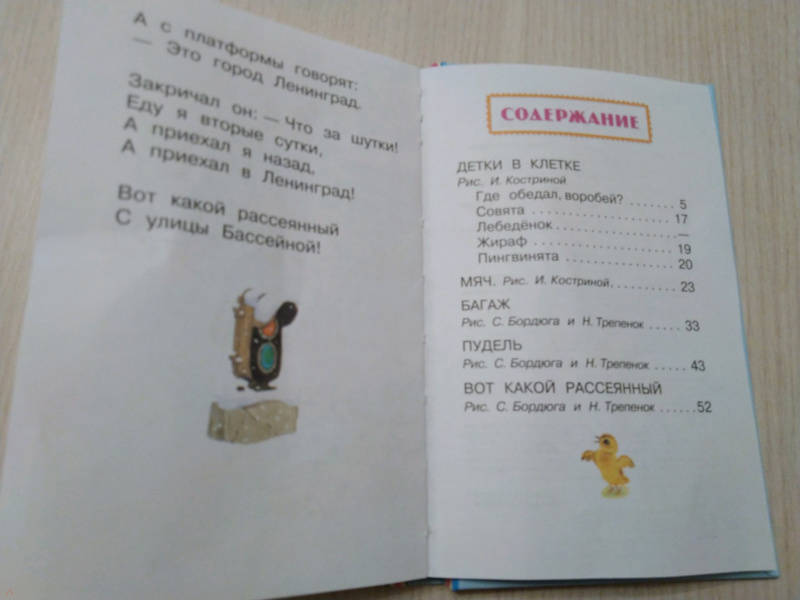 А с платформы говорят:
— Это город Ленинград.
Закричал он: — Что за шутки!
Еду я вторые сутки,
А приехал я назад,
А приехал в Ленинград!
Вот какой рассеянный
С улицы Бассейной!
СОДЕРЖАНИЕ
ДЕТКИ В КЛЕТКЕ
Рис. И. Костриной
Где обедал, воробей? ....... 5
Совята .................. 17
Лебедёнок ................. —
Жираф .................. 19
Пингвинята ............... 20
МЯЧ. Рис. И. Костриной .......... 23
БАГАЖ
Рис. С. Бордюга и Н. Трепенок ..... 33
ПУДЕЛЬ
Рис. С. Бордюга и Н. Трепенок ..... 43
ВОТ КАКОЙ РАССЕЯННЫЙ
Рис. С. Бордюга и Н. Трепенок ...... 52